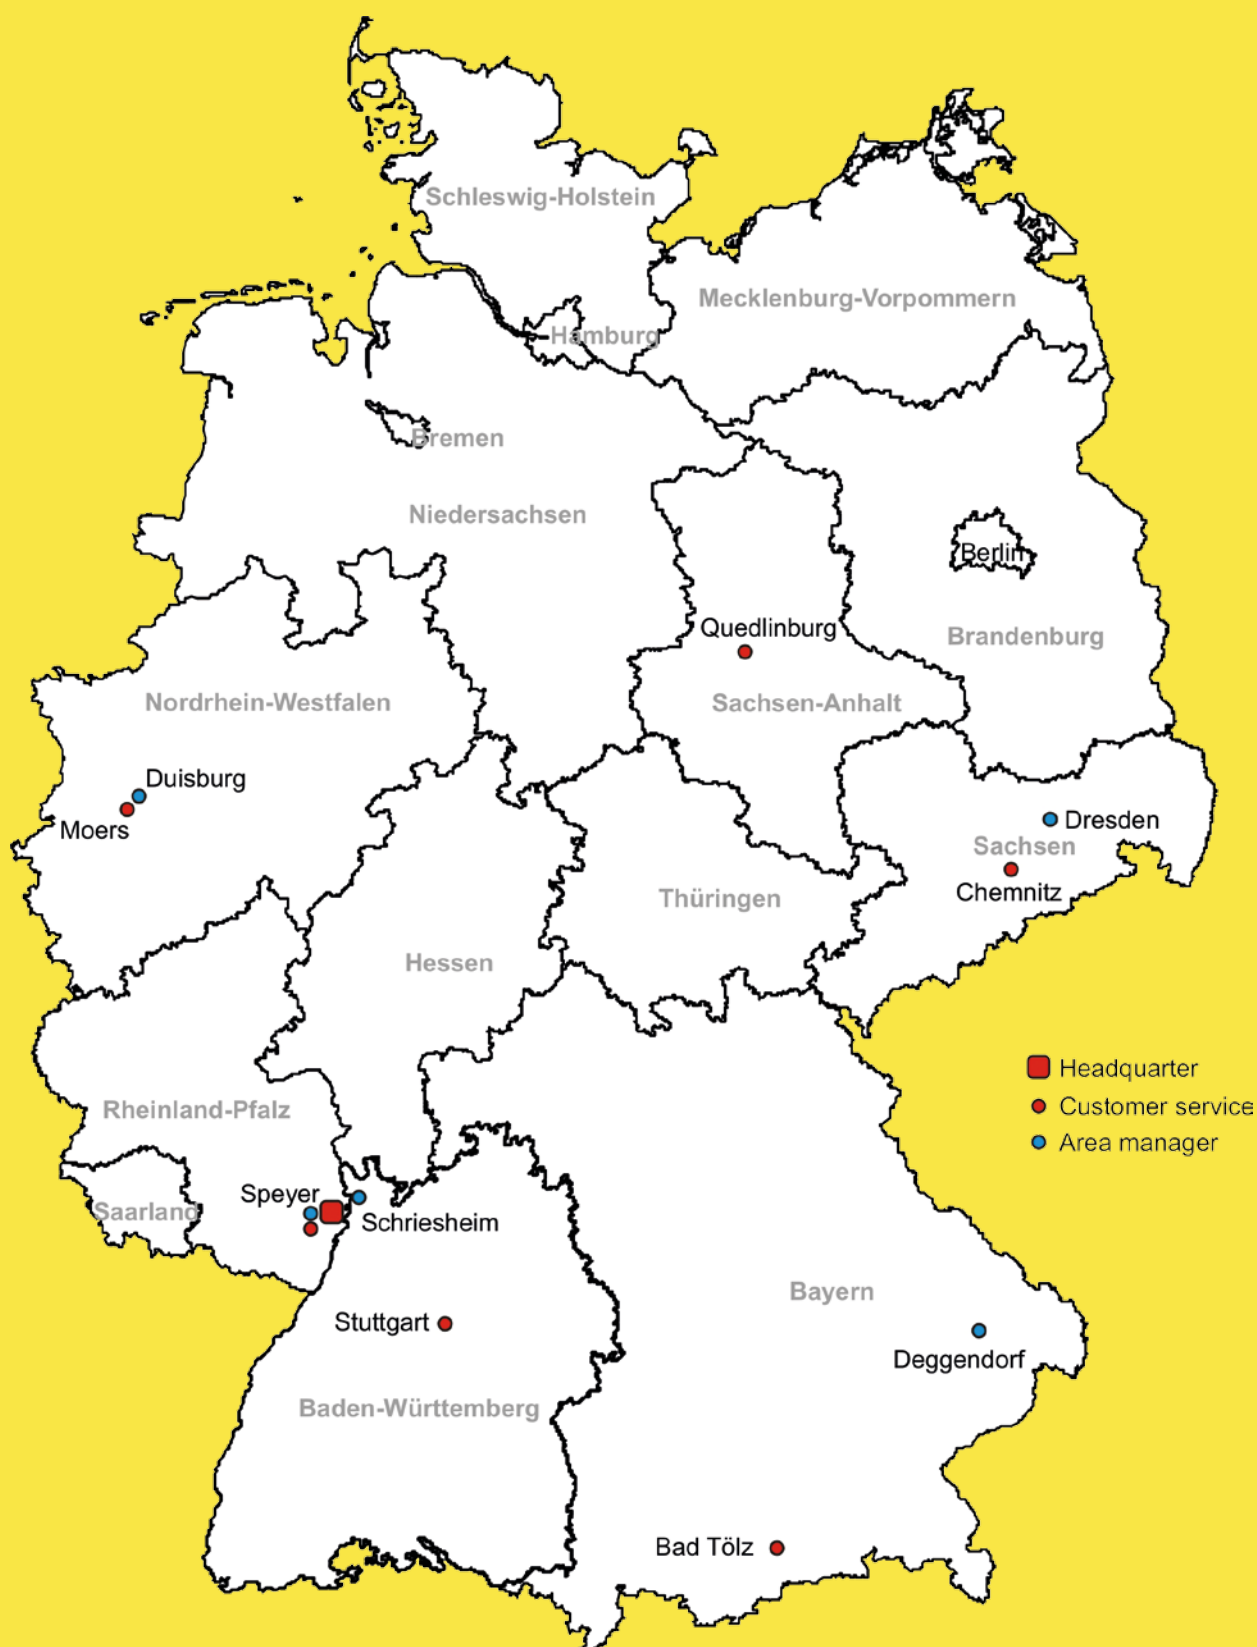 Schleswig-Holstein
Mecklenburg-Vorpommern
Hamburg
Bremen
Niedersachsen
Berlin
Quedlinburg
Brandenburg
Nordrhein-Westfalen
Sachsen-Anhalt
Duisburg
Moers
Dresden
Sachsen
Chemnitz
Thüringen
Hessen
Headquarter
Customer service
Area manager
Rheinland-Pfalz
Speyer
Saarland
Schriesheim
Bayern
Stuttgart
Deggendorf
Baden-Württemberg
Bad Tölz